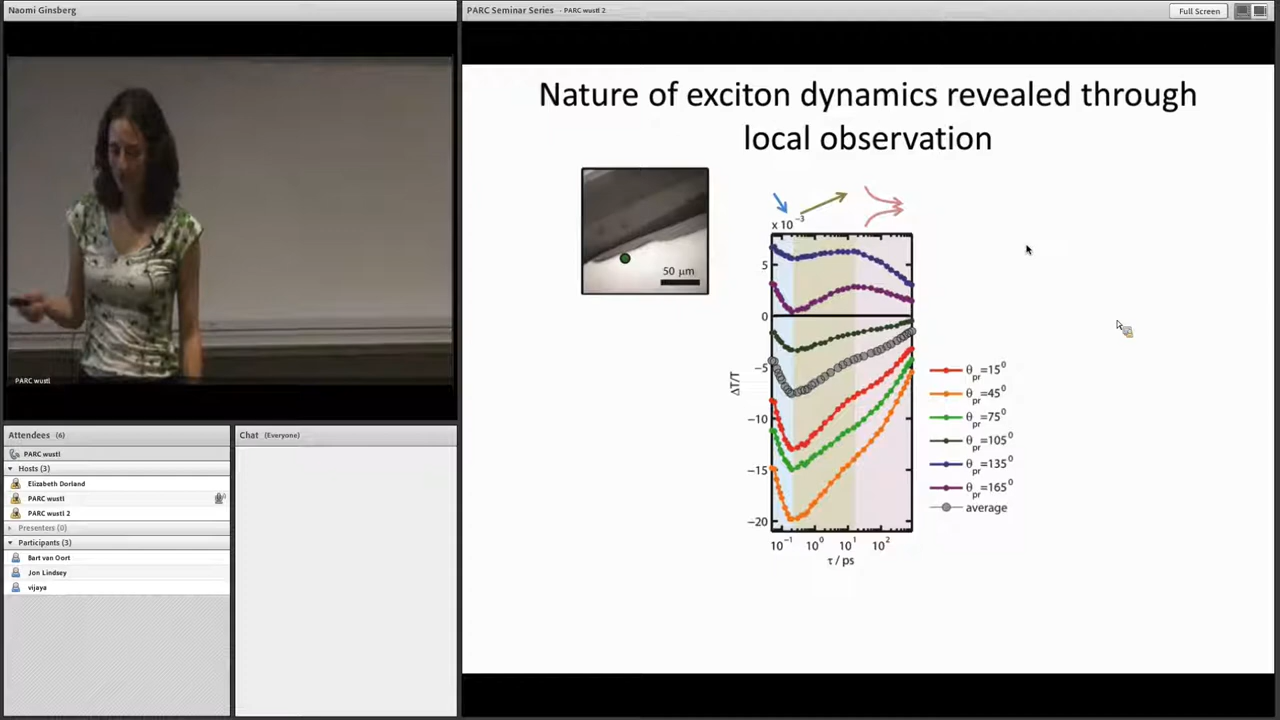 Naomi Ginsberg
PARC wustl
Attendees (6)
PARC wustl
Hosts (3)
Elizabeth Dorland
PARC wustl
PARC wustl 2
Presenters (0)
Participants (3)
Bart van Oort
Jon Lindsey
vijaya
Chat (Everyone)
PARC Seminar Series - PARC wustl 2
Full Screen
Nature of exciton dynamics revealed through
local observation
50 μm
x 10⁻³
5
0
−5
−10
−15
−20
ΔT/T
10⁻¹ 10⁰ 10¹ 10²
τ / ps
θpr=15⁰
θpr=45⁰
θpr=75⁰
θpr=105⁰
θpr=135⁰
θpr=165⁰
average